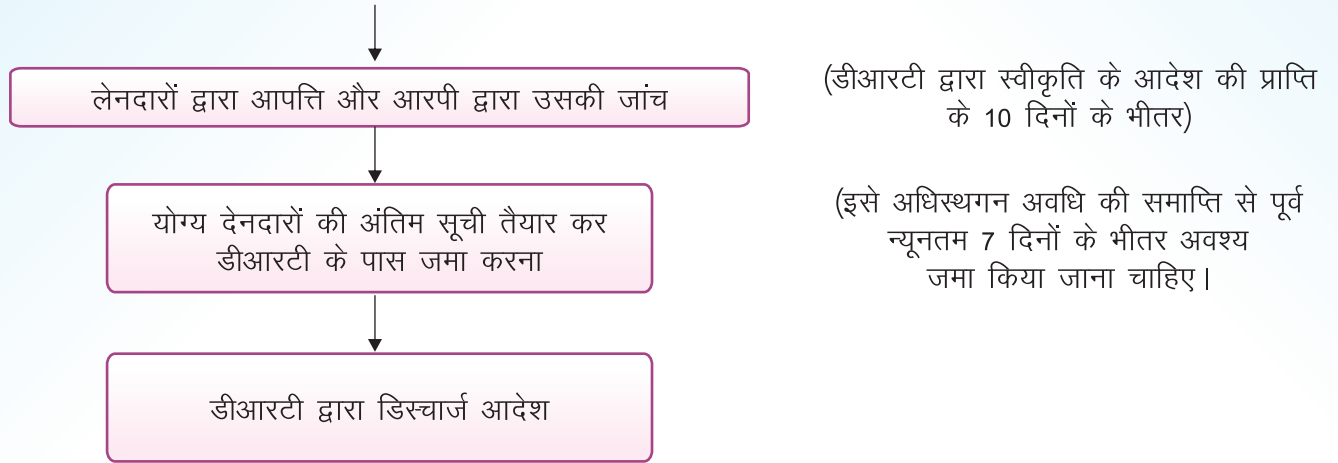 लेनदारों द्वारा आपत्ति और आरपी द्वारा उसकी जांच
(डीआरटी द्वारा स्वीकृति के आदेश की प्राप्ति
के 10 दिनों के भीतर)
योग्य देनदारों की अंतिम सूची तैयार कर
डीआरटी के पास जमा करना
(इसे अधिस्थगन अवधि की समाप्ति से पूर्व
न्यूनतम 7 दिनों के भीतर अवश्य
जमा किया जाना चाहिए।
डीआरटी द्वारा डिस्चार्ज आदेश